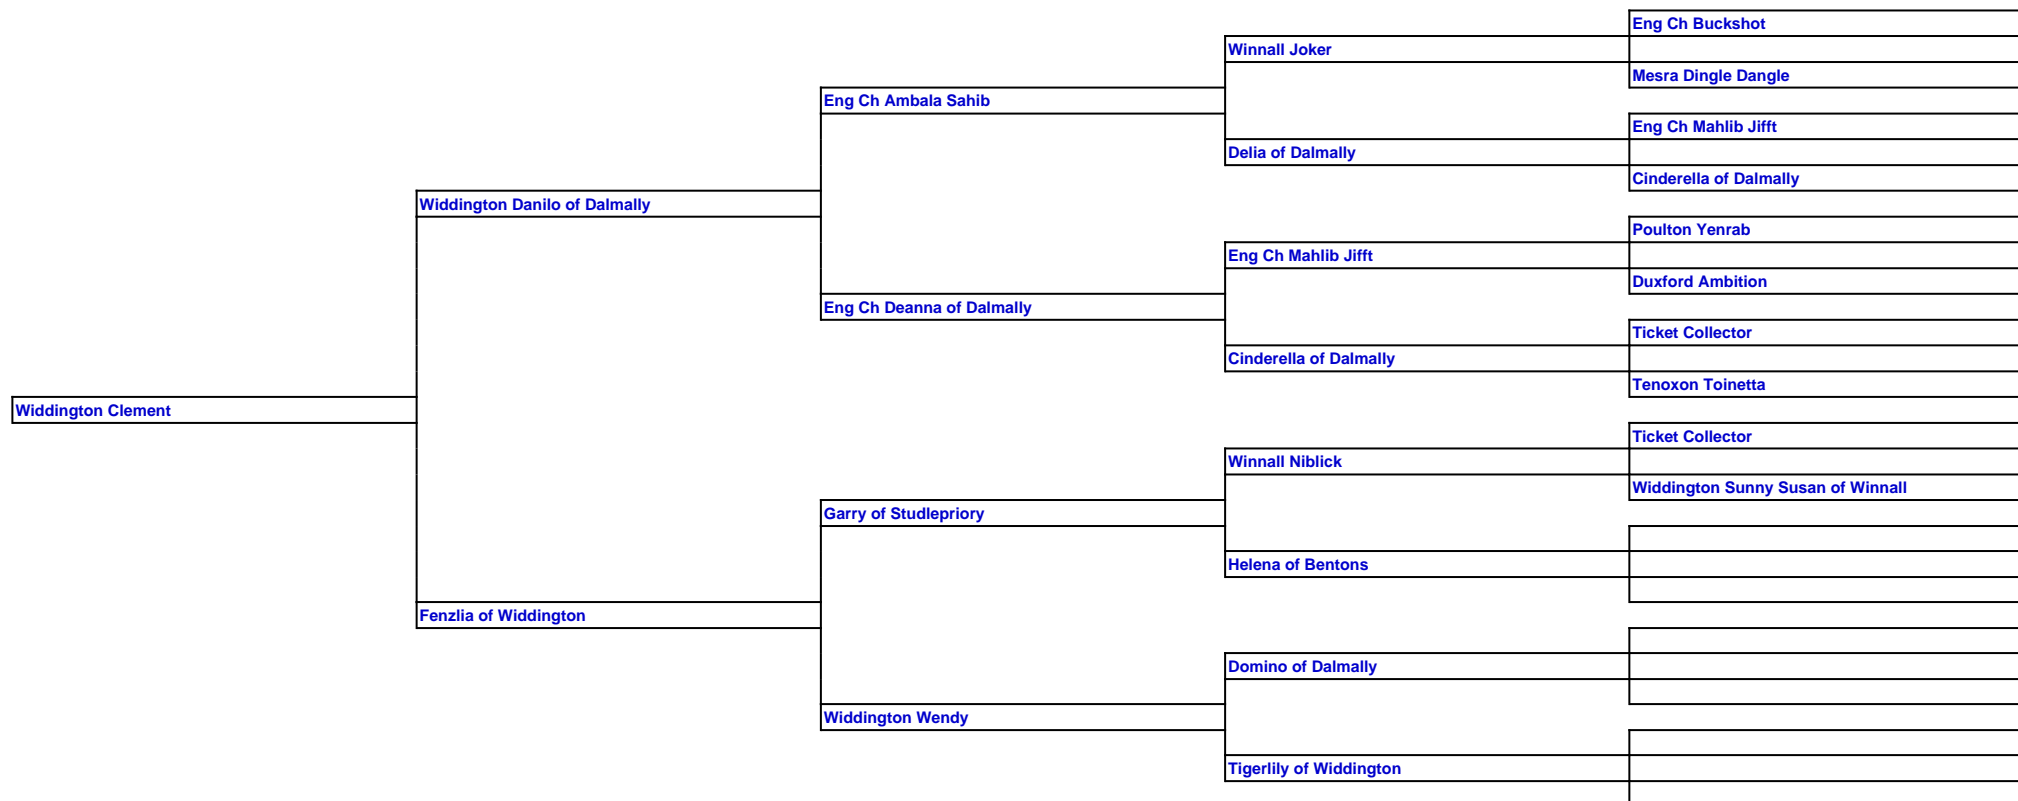 Eng Ch Buckshot
Winnall Joker
Mesra Dingle Dangle
Eng Ch Ambala Sahib
Eng Ch Mahlib Jifft
Delia of Dalmally
Cinderella of Dalmally
Widdington Danilo of Dalmally
Poulton Yenrab
Eng Ch Mahlib Jifft
Duxford Ambition
Eng Ch Deanna of Dalmally
Ticket Collector
Cinderella of Dalmally
Tenoxon Toinetta
Widdington Clement
Ticket Collector
Winnall Niblick
Widdington Sunny Susan of Winnall
Garry of Studlepriory
Helena of Bentons
Fenzlia of Widdington
Domino of Dalmally
Widdington Wendy
Tigerlily of Widdington